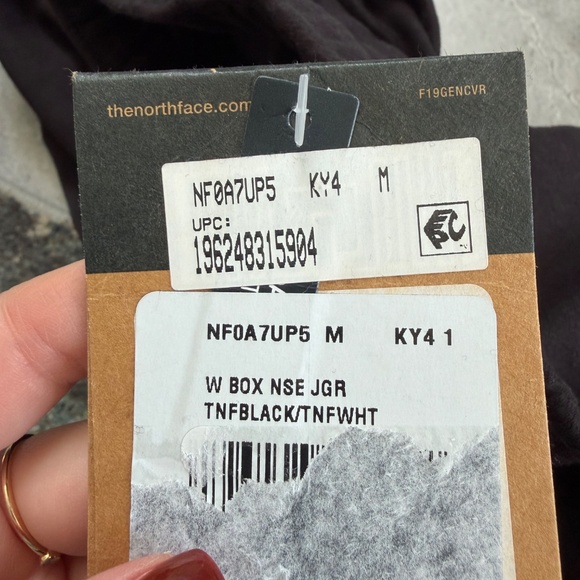 thenorthface.com
F19GENCVR
NF0A7UP5 KY4 M
UPC:
196248315904
NF0A7UP5 M KY4 1
W BOX NSE JGR
TNFBLACK/TNFWHT